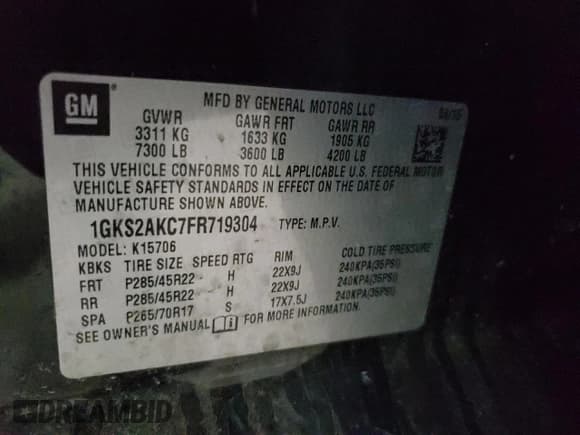 GM
MFD BY GENERAL MOTORS LLC
GVWR GAWR FRT GAWR RR
3311 KG 1633 KG 1905 KG
7300 LB 3600 LB 4200 LB
THIS VEHICLE CONFORMS TO ALL APPLICABLE U.S. FEDERAL MOTOR
VEHICLE SAFETY STANDARDS IN EFFECT ON THE DATE OF
MANUFACTURE SHOWN ABOVE.
1GKS2AKC7FR719304 TYPE: M.P.V.
MODEL: K15706
KBKS TIRE SIZE SPEED RTG RIM COLD TIRE PRESSURE
FRT P285/45R22 - H 22X9J 240KPA(35PSI)
RR P285/45R22 - H 22X9J 240KPA(35PSI)
SPA P265/70R17 S 17X7.5J 240KPA(35PSI)
SEE OWNER'S MANUAL FOR MORE INFORMATION.
DREAMBID